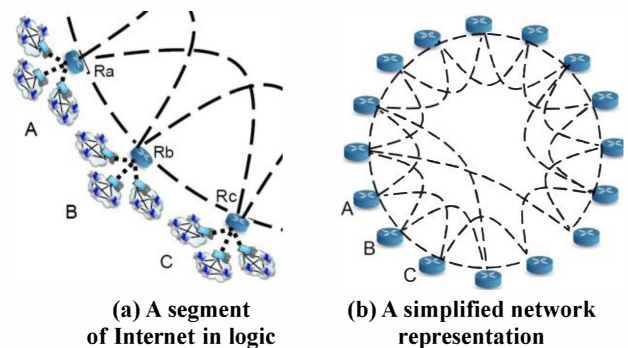 Ra
A
Rb
B
Rc
C
A
B
C
(a) A segment
of Internet in logic
(b) A simplified network
representation